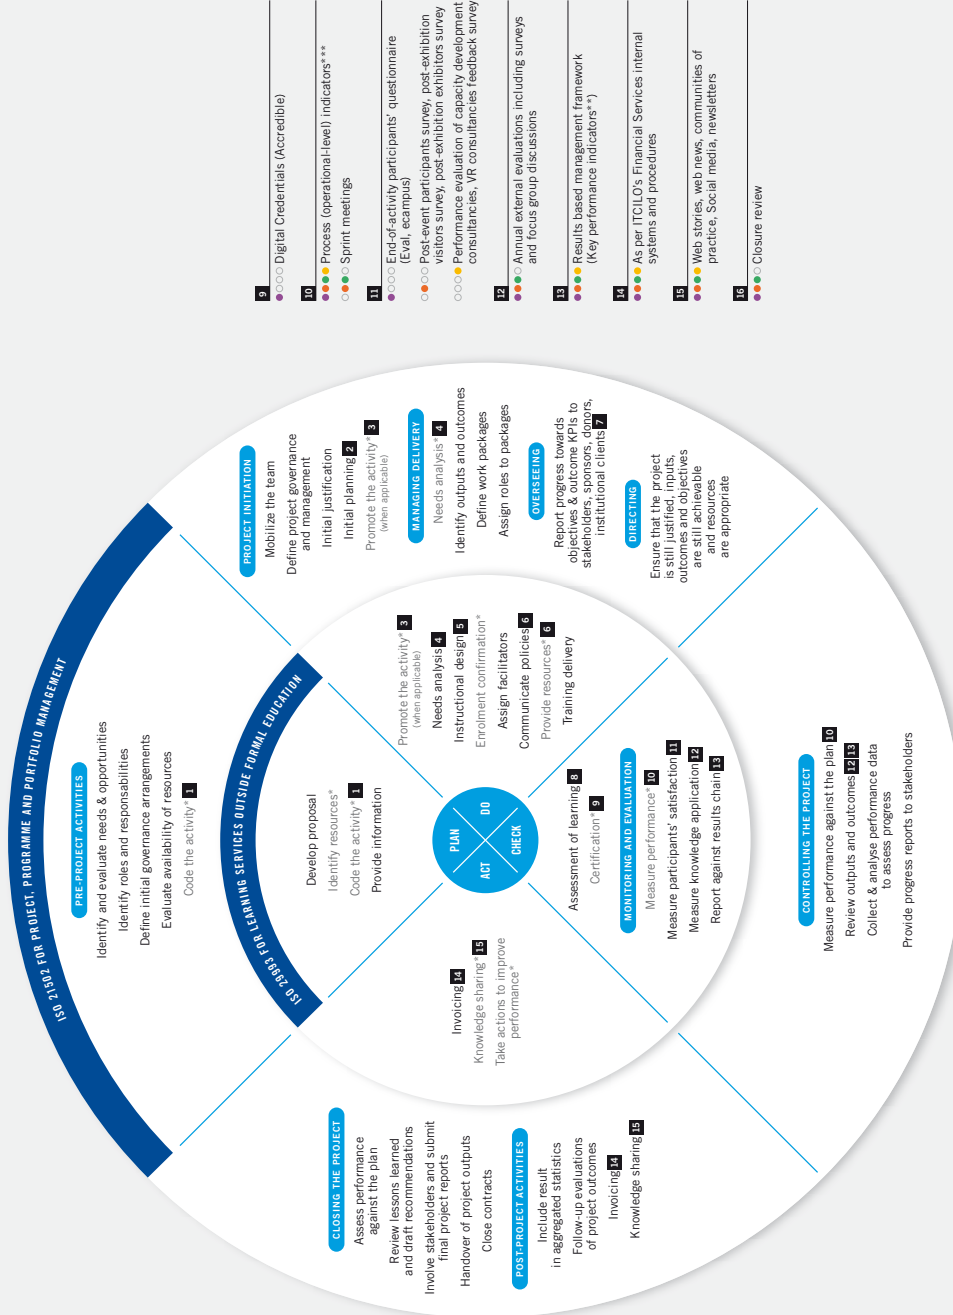 ISO 21502 FOR PROJECT, PROGRAMME AND PORTFOLIO MANAGEMENT
PRE-PROJECT ACTIVITIES
Identify and evaluate needs & opportunities
Identify roles and responsabilities
Define initial governance arrangements
Evaluate availability of resources
Code the activity* 1
ISO 29993 FOR LEARNING SERVICES OUTSIDE FORMAL EDUCATION
Develop proposal
Identify resources*
Code the activity* 1
Provide information
PLAN
DO
CHECK
ACT
PROJECT INITIATION
Mobilize the team
Define project governance
and management
Initial justification
Initial planning 2
Promote the activity* 3
(when applicable)
MANAGING DELIVERY
Needs analysis* 4
Identify outputs and outcomes
Define work packages
Assign roles to packages
OVERSEEING
Report progress towards
objectives & outcome KPIs to
stakeholders, sponsors, donors,
institutional clients 7
DIRECTING
Ensure that the project
is still justified, inputs,
outcomes and objectives
are still achievable
and resources
are appropriate
Promote the activity* 3
(when applicable)
Needs analysis 4
Instructional design 5
Enrolment confirmation*
Assign facilitators
Communicate policies 6
Provide resources* 6
Training delivery
Assessment of learning 8
Certification* 9
MONITORING AND EVALUATION
Measure performance* 10
Measure participants' satisfaction 11
Measure knowledge application 12
Report against results chain 13
CONTROLLING THE PROJECT
Measure performance against the plan 10
Review outputs and outcomes 12 13
Collect & analyse performance data
to assess progress
Provide progress reports to stakeholders
Invoicing 14
Knowledge sharing* 15
Take actions to improve
performance*
CLOSING THE PROJECT
Assess performance
against the plan
Review lessons learned
and draft recommendations
Involve stakeholders and submit
final project reports
Handover of project outputs
Close contracts
POST-PROJECT ACTIVITIES
Include result
in aggregated statistics
Follow-up evaluations
of project outcomes
Invoicing 14
Knowledge sharing 15
9
Digital Credentials (Accredible)
10
Process (operational-level) indicators***
Sprint meetings
11
End-of-activity participants' questionnaire
(Eval, ecampus)
Post-event participants survey, post-exhibition
visitors survey, post-exhibition exhibitors survey
Performance evaluation of capacity development
consultancies, VR consultancies feedback survey
12
Annual external evaluations including surveys
and focus group discussions
13
Results based management framework
(Key performance indicators**)
14
As per ITCILO's Financial Services internal
systems and procedures
15
Web stories, web news, communities of
practice, Social media, newsletters
16
Closure review